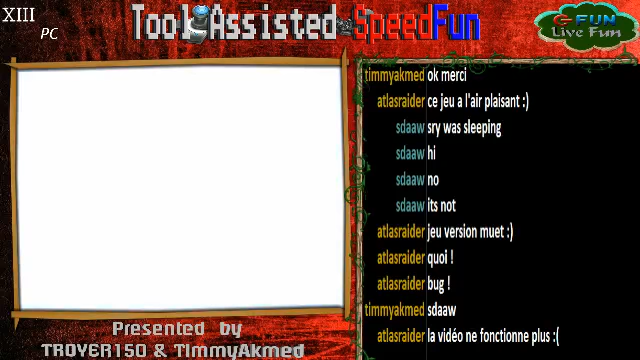 XIII
PC
Tool Assisted SpeedFun
G FUN
Live Fun
timmyakmed ok merci
atlasraider ce jeu a l'air plaisant :)
sdaaw sry was sleeping
sdaaw hi
sdaaw no
sdaaw its not
atlasraider jeu version muet :)
atlasraider quoi !
atlasraider bug !
timmyakmed sdaaw
atlasraider la vidéo ne fonctionne plus :(
Presented by
TROYER150 & TimmyAkmed